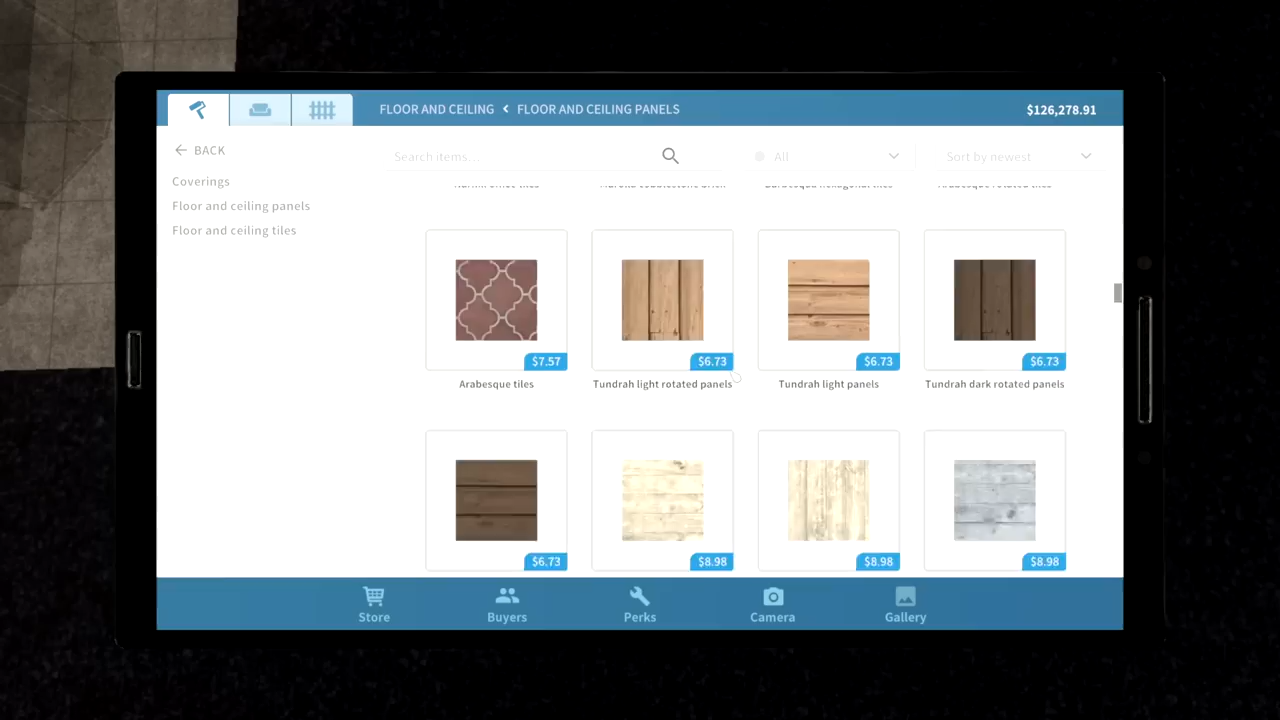 FLOOR AND CEILING < FLOOR AND CEILING PANELS
$126,278.91
BACK
Search items...
All
Sort by newest
Coverings
Floor and ceiling panels
Floor and ceiling tiles
$7.57
$6.73
$6.73
$6.73
Arabesque tiles
Tundrah light rotated panels
Tundrah light panels
Tundrah dark rotated panels
$6.73
$8.98
$8.98
$8.98
Store
Buyers
Perks
Camera
Gallery